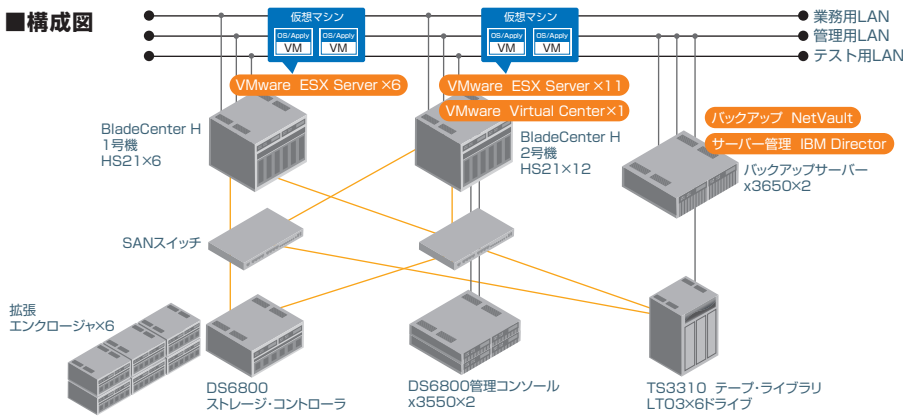 ■構成図
仮想マシン
OS/Apply
VM
OS/Apply
VM
仮想マシン
OS/Apply
VM
OS/Apply
VM
業務用LAN
管理用LAN
テスト用LAN
VMware ESX Server×6
VMware ESX Server×11
VMware Virtual Center×1
バックアップ NetVault
サーバー管理 IBM Director
BladeCenter H
1号機
HS21×6
BladeCenter H
2号機
HS21×12
バックアップサーバー
x3650×2
SANスイッチ
拡張
エンクロージャ×6
DS6800
ストレージ・コントローラ
DS6800管理コンソール
x3550×2
TS3310 テープ・ライブラリ
LTO3×6ドライブ